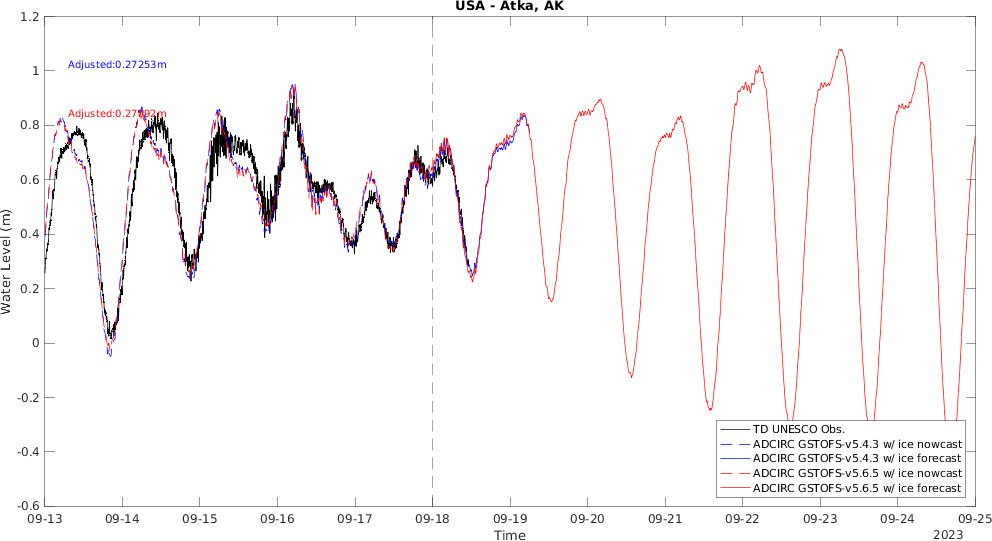 USA - Atka, AK
1.2
1
0.8
0.6
0.4
0.2
0
-0.2
-0.4
-0.6
Water Level (m)
Adjusted:0.27253m
TD UNESCO Obs.
ADCIRC GSTOFS-v5.4.3 w/ ice nowcast
ADCIRC GSTOFS-v5.4.3 w/ ice forecast
ADCIRC GSTOFS-v5.6.5 w/ ice nowcast
ADCIRC GSTOFS-v5.6.5 w/ ice forecast
09-13 09-14 09-15 09-16 09-17 09-18 09-19 09-20 09-21 09-22 09-23 09-24 09-25
Time
2023